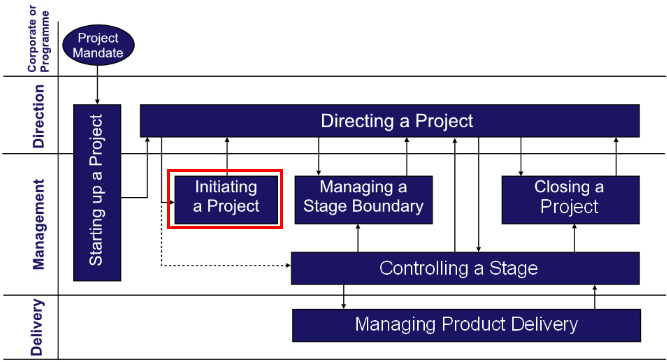 Corporate or
Programme
Project
Mandate
Direction
Starting up a Project
Directing a Project
Management
Initiating
a Project
Managing a
Stage Boundary
Closing a
Project
Controlling a Stage
Delivery
Managing Product Delivery